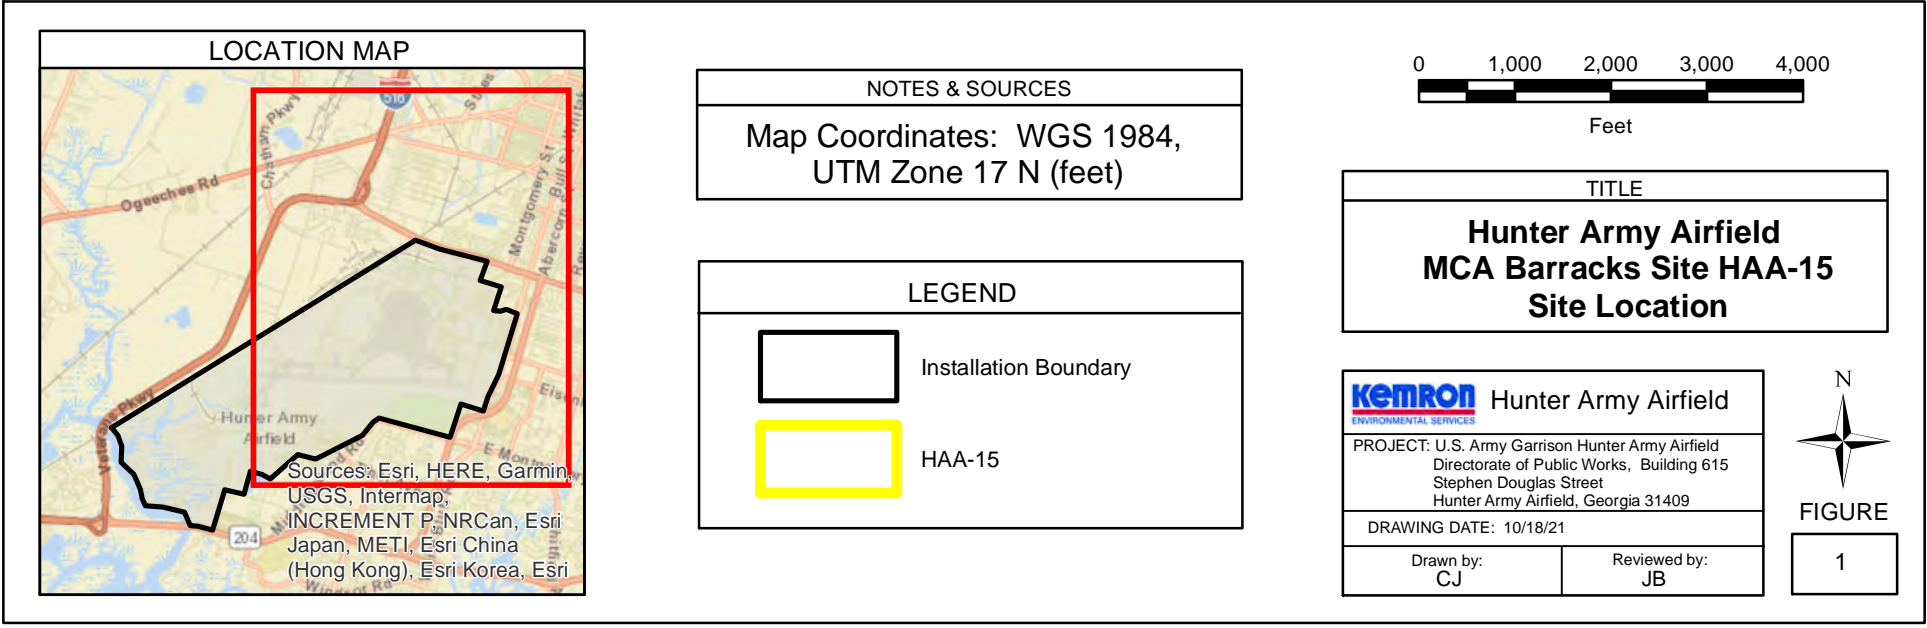 LOCATION MAP
516
Chatham Pkwy
Ogeechee Rd
Montgomery St
Veterans Pkwy
Hunter Army
Airfield
204
Windsor Rd
Sources: Esri, HERE, Garmin,
USGS, Intermap,
INCREMENT P, NRCan, Esri
Japan, METI, Esri China
(Hong Kong), Esri Korea, Esri
NOTES & SOURCES
Map Coordinates: WGS 1984,
UTM Zone 17 N (feet)
LEGEND
Installation Boundary
HAA-15
0 1,000 2,000 3,000 4,000
Feet
TITLE
Hunter Army Airfield
MCA Barracks Site HAA-15
Site Location
KEMRON
ENVIRONMENTAL SERVICES
Hunter Army Airfield
PROJECT: U.S. Army Garrison Hunter Army Airfield
Directorate of Public Works, Building 615
Stephen Douglas Street
Hunter Army Airfield, Georgia 31409
DRAWING DATE: 10/18/21
Drawn by:
CJ
Reviewed by:
JB
N
FIGURE
1